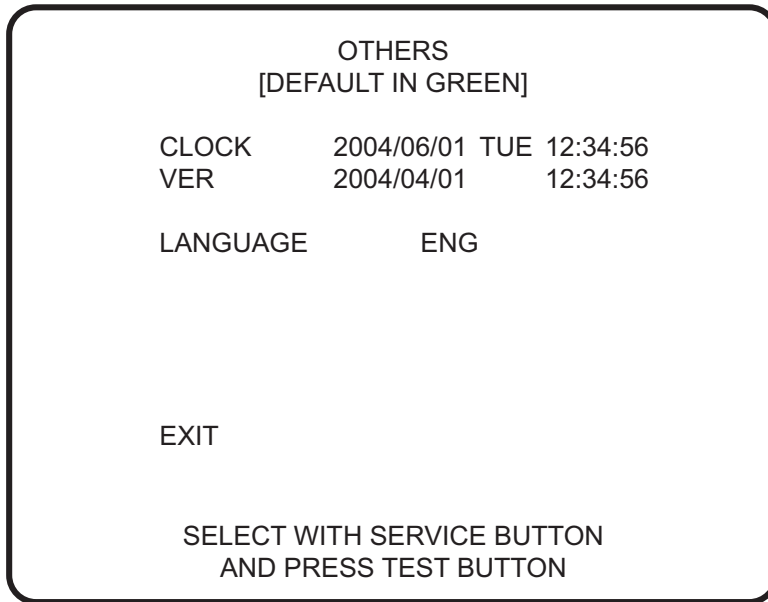 OTHERS
[DEFAULT IN GREEN]
CLOCK 2004/06/01 TUE 12:34:56
VER 2004/04/01 12:34:56
LANGUAGE ENG
EXIT
SELECT WITH SERVICE BUTTON
AND PRESS TEST BUTTON